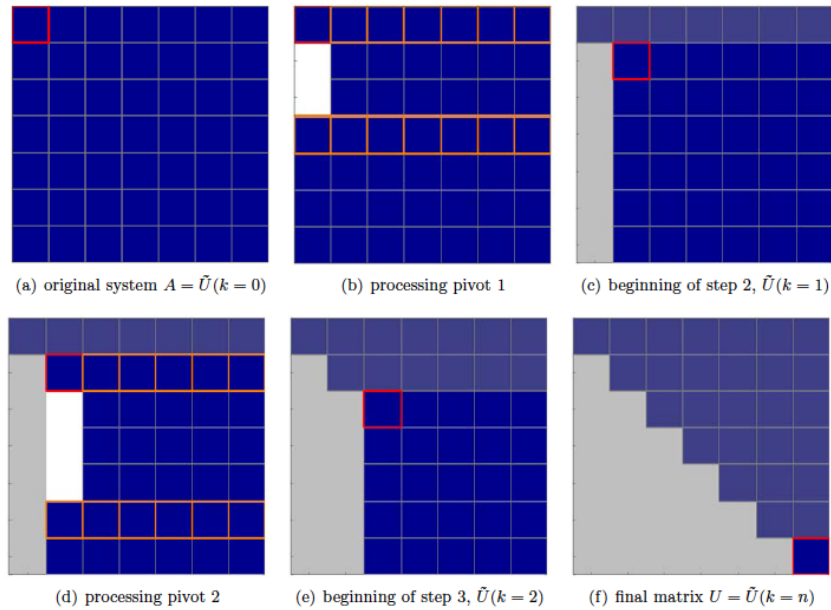 (a) original system A = Ũ(k = 0)
(b) processing pivot 1
(c) beginning of step 2, Ũ(k = 1)
(d) processing pivot 2
(e) beginning of step 3, Ũ(k = 2)
(f) final matrix U = Ũ(k = n)